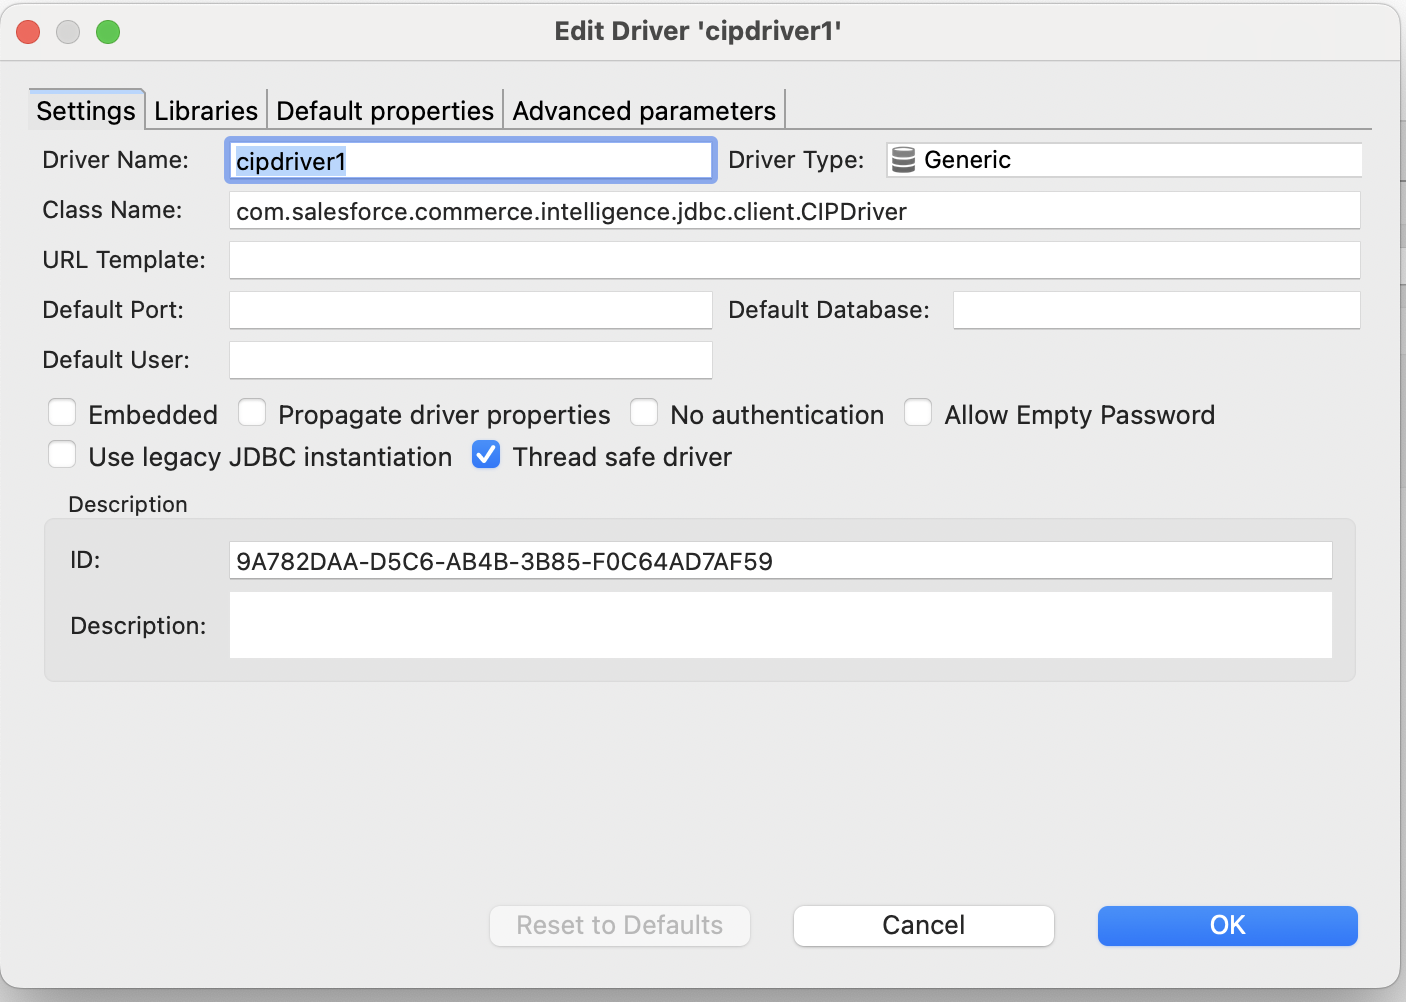 Edit Driver 'cipdriver1'
Settings Libraries Default properties Advanced parameters
Driver Name: cipdriver1 Driver Type: Generic
Class Name: com.salesforce.commerce.intelligence.jdbc.client.CIPDriver
URL Template:
Default Port: Default Database:
Default User:
Embedded Propagate driver properties No authentication Allow Empty Password
Use legacy JDBC instantiation Thread safe driver
Description
ID: 9A782DAA-D5C6-AB4B-3B85-F0C64AD7AF59
Description:
Reset to Defaults Cancel OK